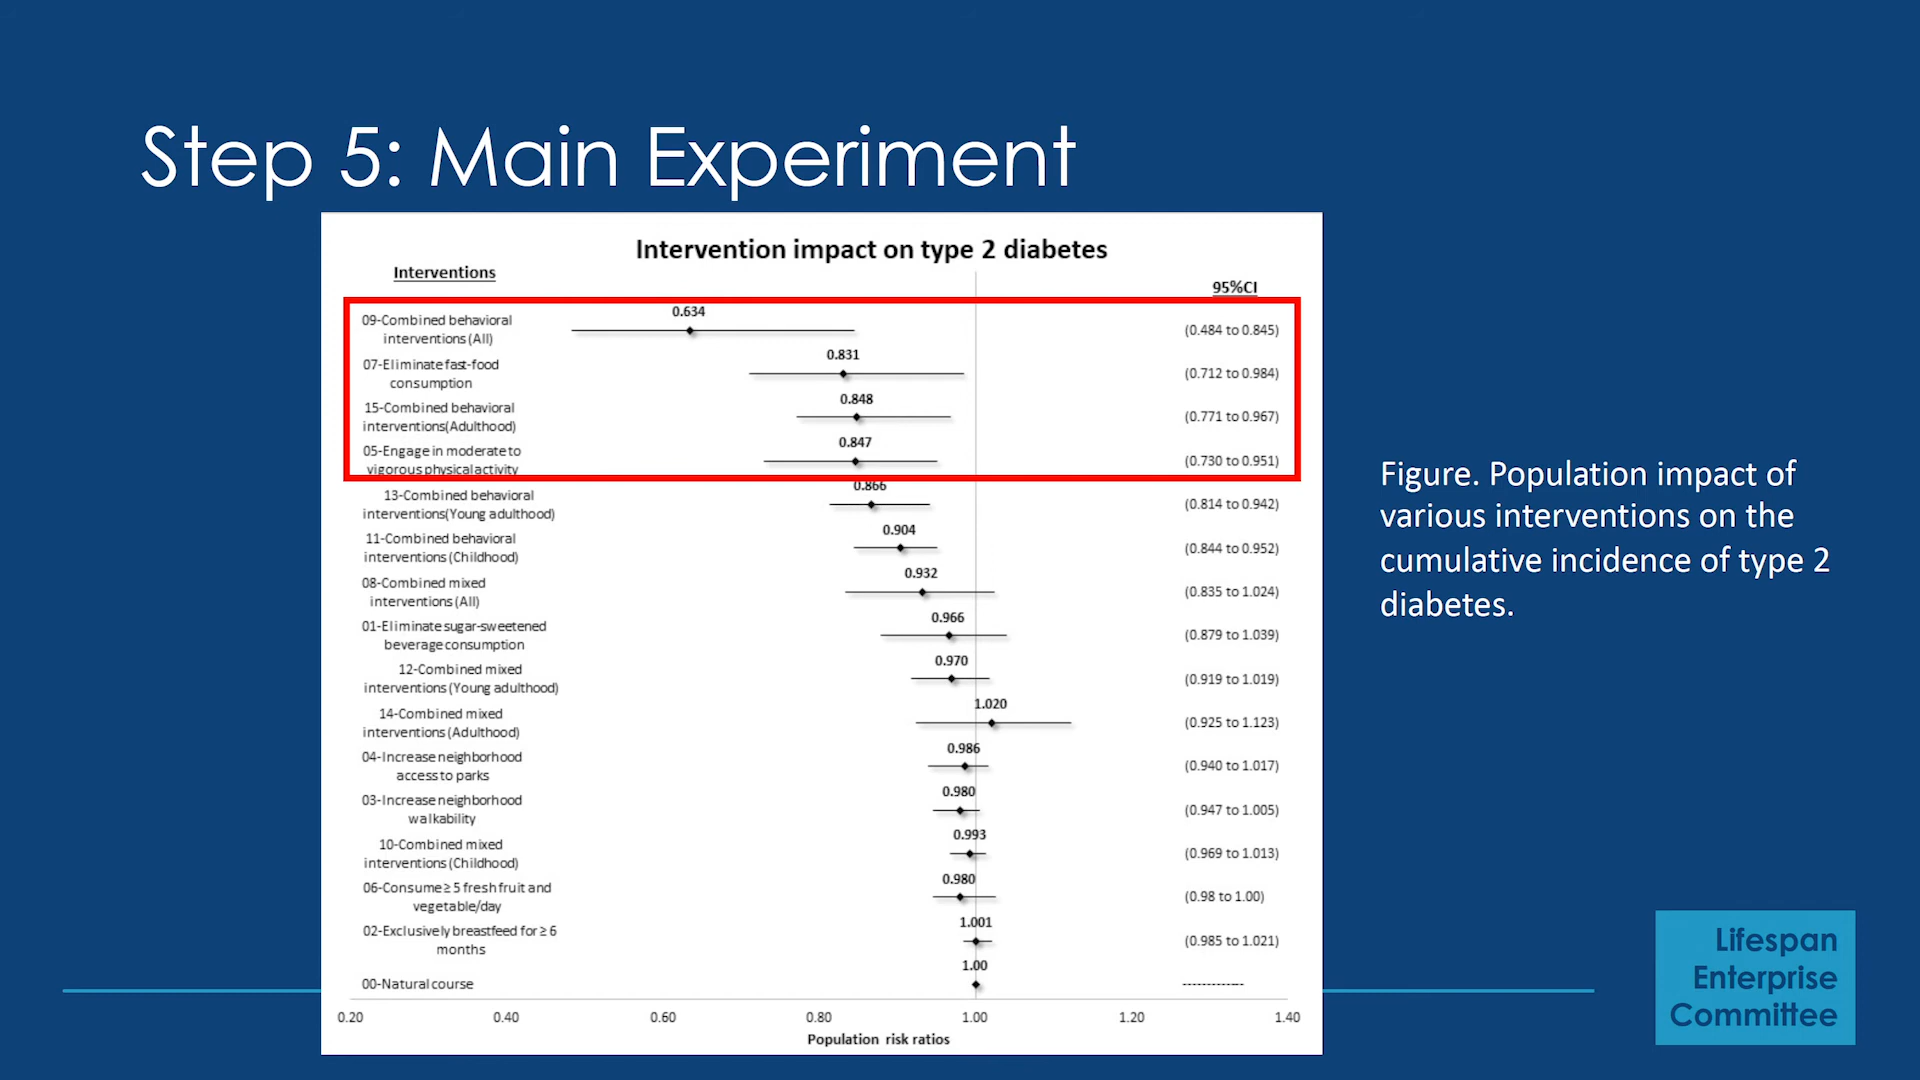 Step 5: Main Experiment
Intervention impact on type 2 diabetes
Interventions
95%CI
09-Combined behavioral
interventions (All)
0.634
(0.484 to 0.845)
07-Eliminate fast-food
consumption
0.831
(0.712 to 0.984)
15-Combined behavioral
interventions(Adulthood)
0.848
(0.771 to 0.967)
05-Engage in moderate to
vigorous physical activity
0.847
(0.730 to 0.951)
13-Combined behavioral
interventions(Young adulthood)
0.866
(0.814 to 0.942)
11-Combined behavioral
interventions (Childhood)
0.904
(0.844 to 0.952)
08-Combined mixed
interventions (All)
0.932
(0.835 to 1.024)
01-Eliminate sugar-sweetened
beverage consumption
0.966
(0.879 to 1.039)
12-Combined mixed
interventions (Young adulthood)
0.970
(0.919 to 1.019)
14-Combined mixed
interventions (Adulthood)
1.020
(0.925 to 1.123)
04-Increase neighborhood
access to parks
0.986
(0.940 to 1.017)
03-Increase neighborhood
walkability
0.980
(0.947 to 1.005)
10-Combined mixed
interventions (Childhood)
0.993
(0.969 to 1.013)
06-Consume ≥ 5 fresh fruit and
vegetable/day
0.980
(0.98 to 1.00)
02-Exclusively breastfeed for ≥ 6
months
1.001
(0.985 to 1.021)
00-Natural course
1.00
-------------
0.20 0.40 0.60 0.80 1.00 1.20 1.40
Population risk ratios
Figure. Population impact of
various interventions on the
cumulative incidence of type 2
diabetes.
Lifespan
Enterprise
Committee